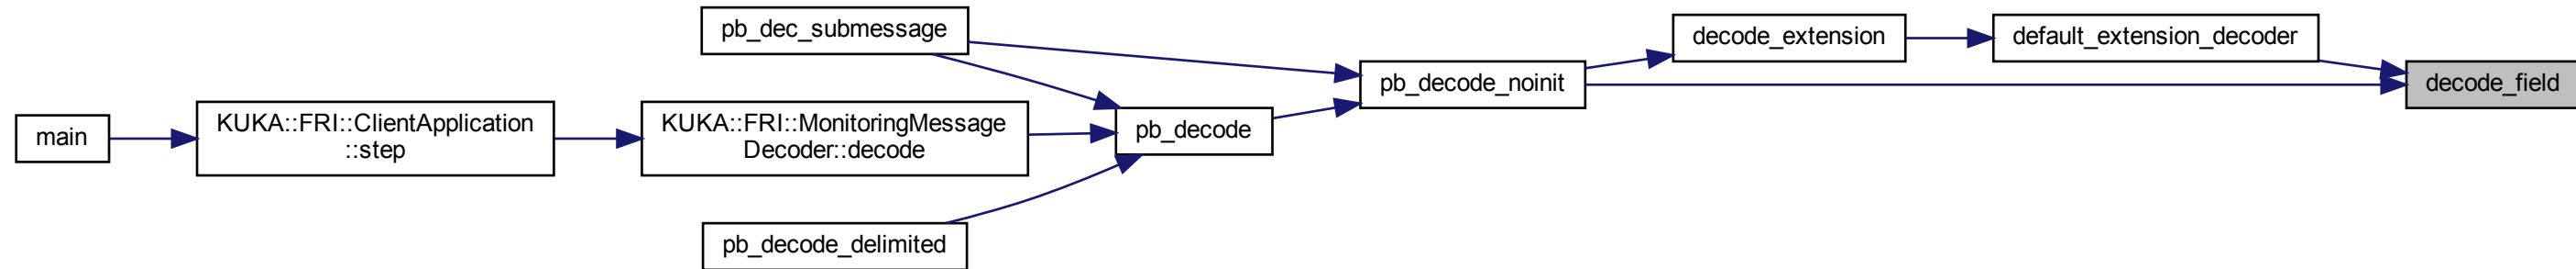 main
KUKA::FRI::ClientApplication
::step
KUKA::FRI::MonitoringMessage
Decoder::decode
pb_dec_submessage
pb_decode_delimited
pb_decode
pb_decode_noinit
decode_extension
default_extension_decoder
decode_field